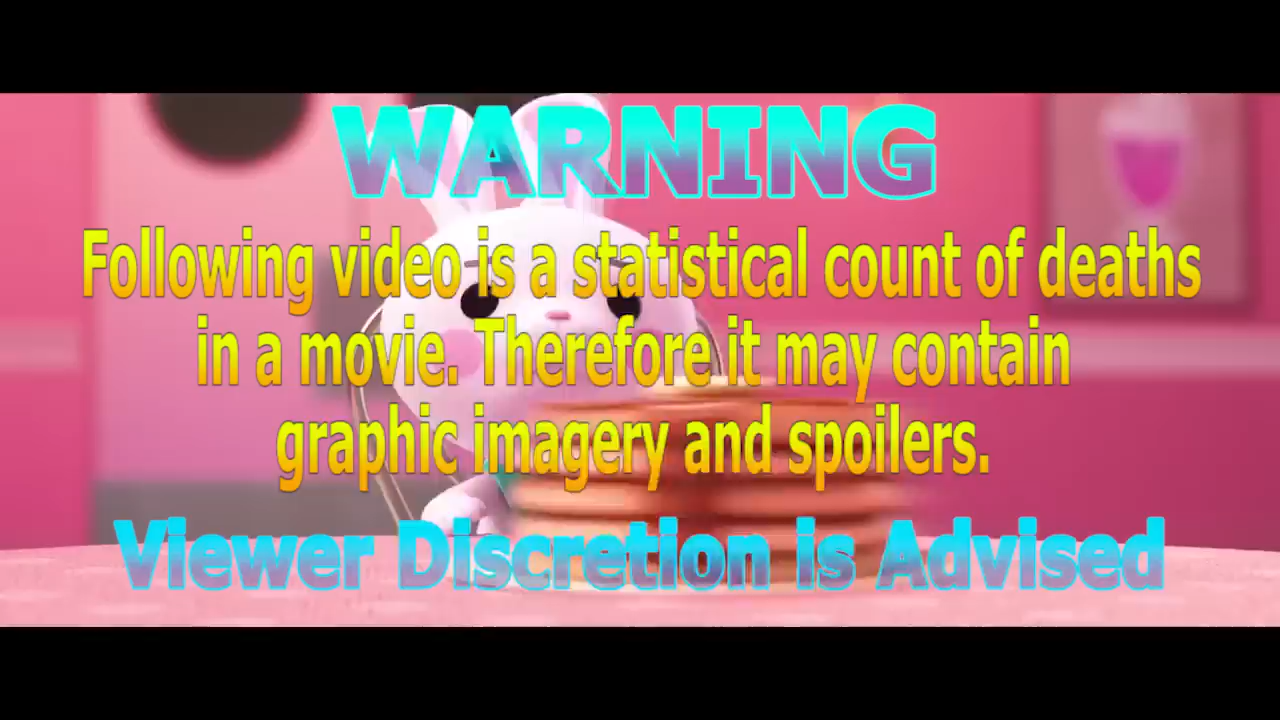 WARNING
Following video is a statistical count of deaths
in a movie. Therefore it may contain
graphic imagery and spoilers.
Viewer Discretion is Advised